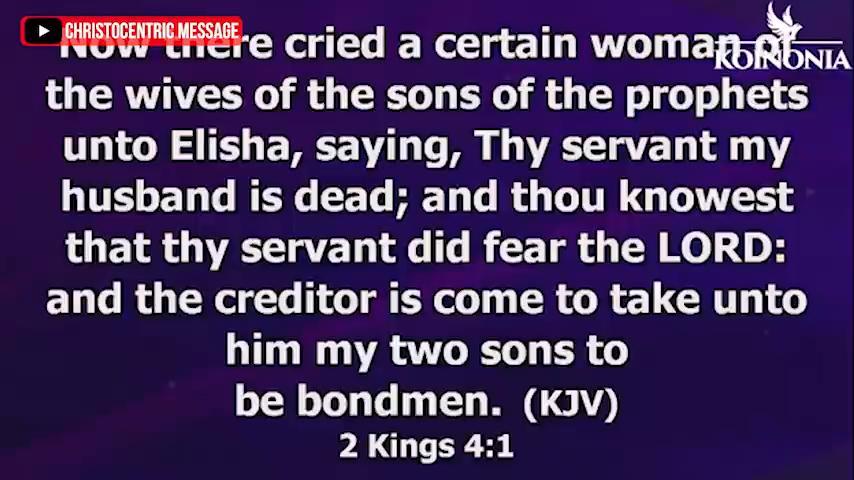 CHRISTOCENTRIC MESSAGE
KOINONIA
Now there cried a certain woman of
the wives of the sons of the prophets
unto Elisha, saying, Thy servant my
husband is dead; and thou knowest
that thy servant did fear the LORD:
and the creditor is come to take unto
him my two sons to
be bondmen. (KJV)
2 Kings 4:1